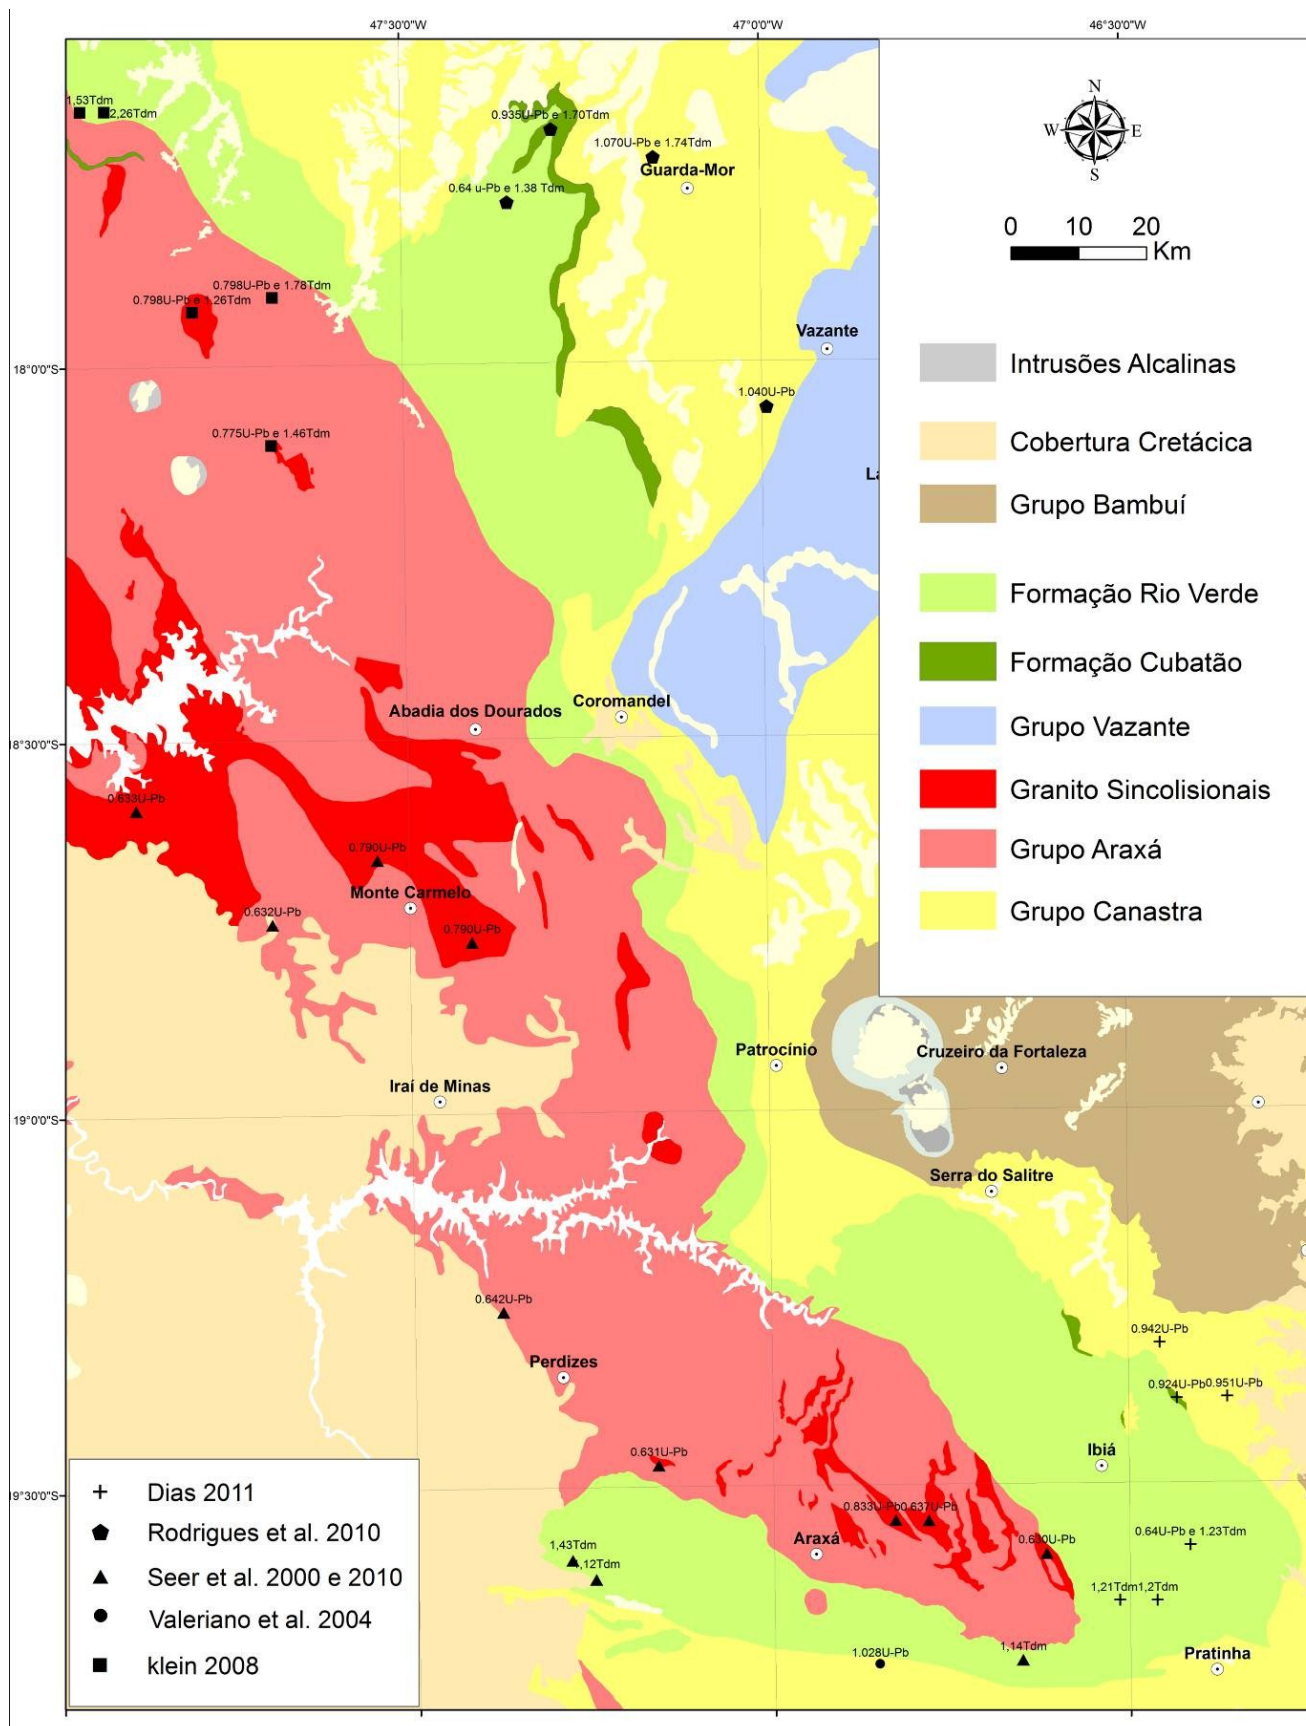 47°30'0"W 47°0'0"W 46°30'0"W
1,53Tdm
2,26Tdm
0.935U-Pb e 1.70Tdm
1.070U-Pb e 1.74Tdm
Guarda-Mor
0.64 u-Pb e 1.38 Tdm
N
W E
S
0 10 20
Km
0.798U-Pb e 1.78Tdm
0.798U-Pb e 1.26Tdm
Vazante
18°0'0"S
Intrusões Alcalinas
1.040U-Pb
0.775U-Pb e 1.46Tdm
Cobertura Cretácica
Grupo Bambuí
Formação Rio Verde
Formação Cubatão
Grupo Vazante
Granito Sincolisionais
Grupo Araxá
Grupo Canastra
Coromandel
Abadia dos Dourados
18°30'0"S
0.633U-Pb
0.790U-Pb
Monte Carmelo
0.632U-Pb
0.790U-Pb
Patrocínio
Cruzeiro da Fortaleza
Iraí de Minas
19°0'0"S
Serra do Salitre
0.642U-Pb
0.942U-Pb
Perdizes
0.924U-Pb 0.951U-Pb
Ibiá
0.631U-Pb
19°30'0"S
0.833U-Pb 0.637U-Pb
0.64U-Pb e 1.23Tdm
Araxá
0.630U-Pb
1,43Tdm
,12Tdm
1,21Tdm 1,2Tdm
1.028U-Pb
1,14Tdm
Pratinha
Dias 2011
Rodrigues et al. 2010
Seer et al. 2000 e 2010
Valeriano et al. 2004
klein 2008